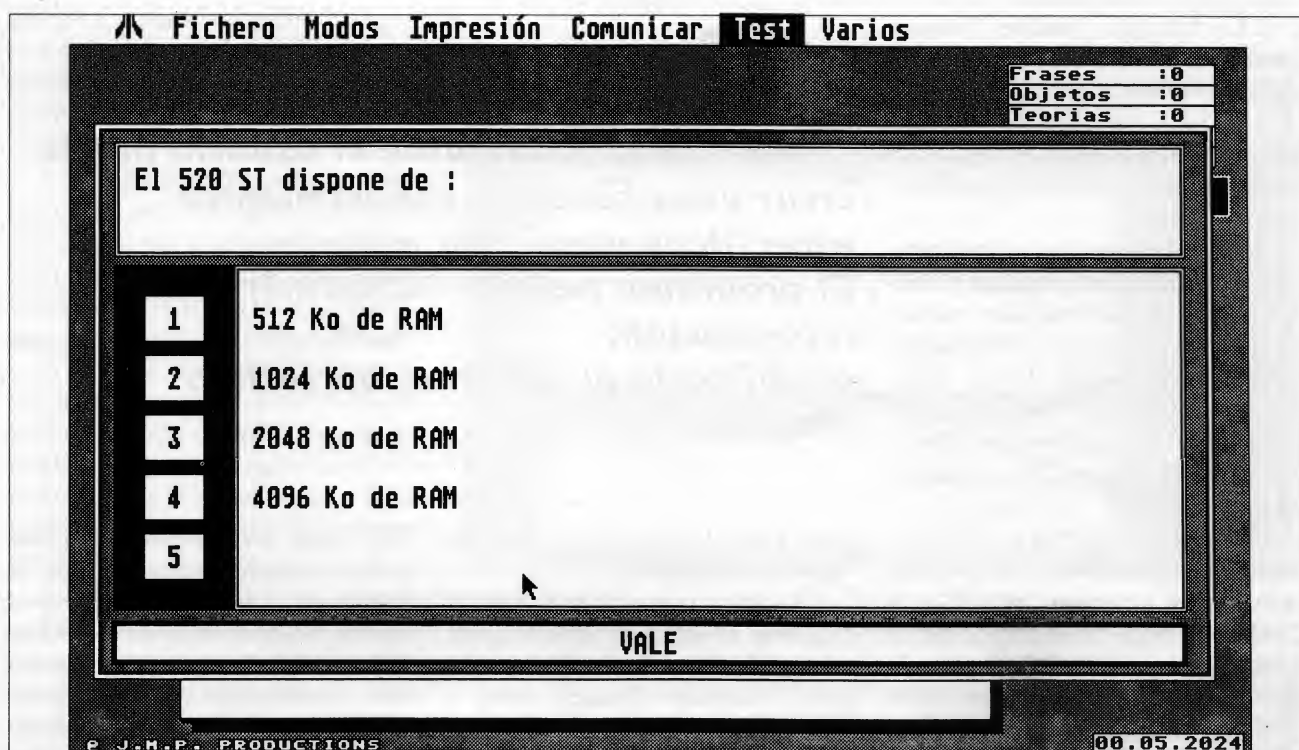 Fichero Modos Impresión Comunicar Test Varios
Frases :0
Objetos :0
Teorias :0
El 520 ST dispone de :
1 512 Ko de RAM
2 1024 Ko de RAM
3 2048 Ko de RAM
4 4096 Ko de RAM
5
VALE
J.M.P. PRODUCTIONS
00.05.2024